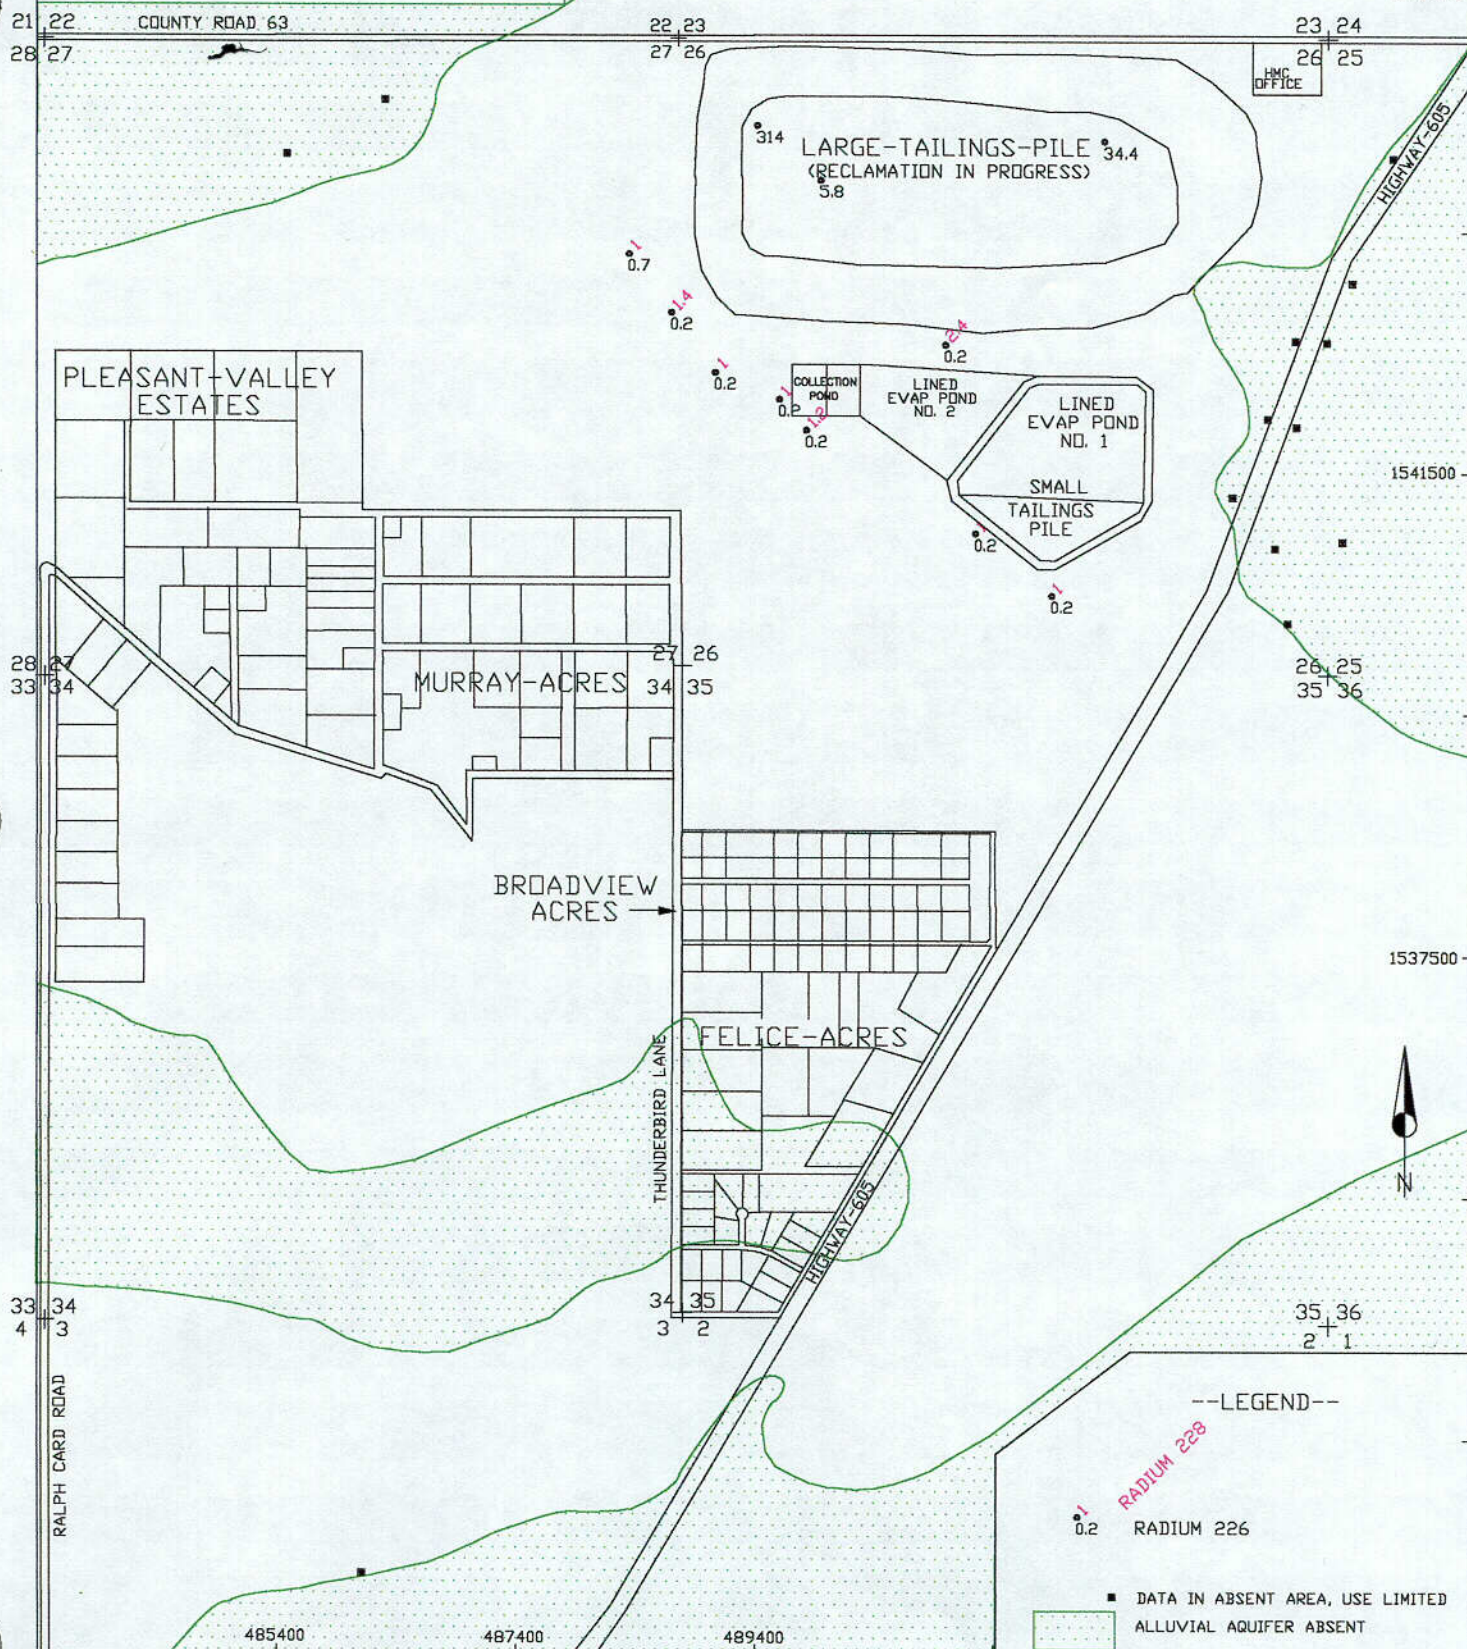 21 22
COUNTY ROAD 63
22 23
23 24
28 27
27 26
26 25
HMC
OFFICE
HIGHWAY-605
314
LARGE-TAILINGS-PILE
34.4
(RECLAMATION IN PROGRESS)
5.8
1
0.7
1.4
0.2
2.4
0.2
1
0.2
PLEASANT-VALLEY
ESTATES
COLLECTION
POND
LINED
EVAP POND
NO. 2
LINED
EVAP POND
NO. 1
1
0.2
1.2
0.2
1541500
SMALL
TAILINGS
PILE
1
0.2
1
0.2
28 27
33 34
27 26
34 35
MURRAY-ACRES
26 25
35 36
BROADVIEW
ACRES
1537500
FELICE-ACRES
THUNDERBIRD LANE
N
HIGHWAY-605
33 34
4 3
34 35
3 2
35 36
2 1
RALPH CARD ROAD
--LEGEND--
RADIUM 228
1
0.2
RADIUM 226
DATA IN ABSENT AREA, USE LIMITED
ALLUVIAL AQUIFER ABSENT
485400
487400
489400